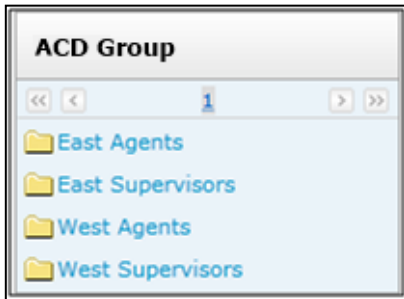 ACD Group
<< < 1 > >>
East Agents
East Supervisors
West Agents
West Supervisors